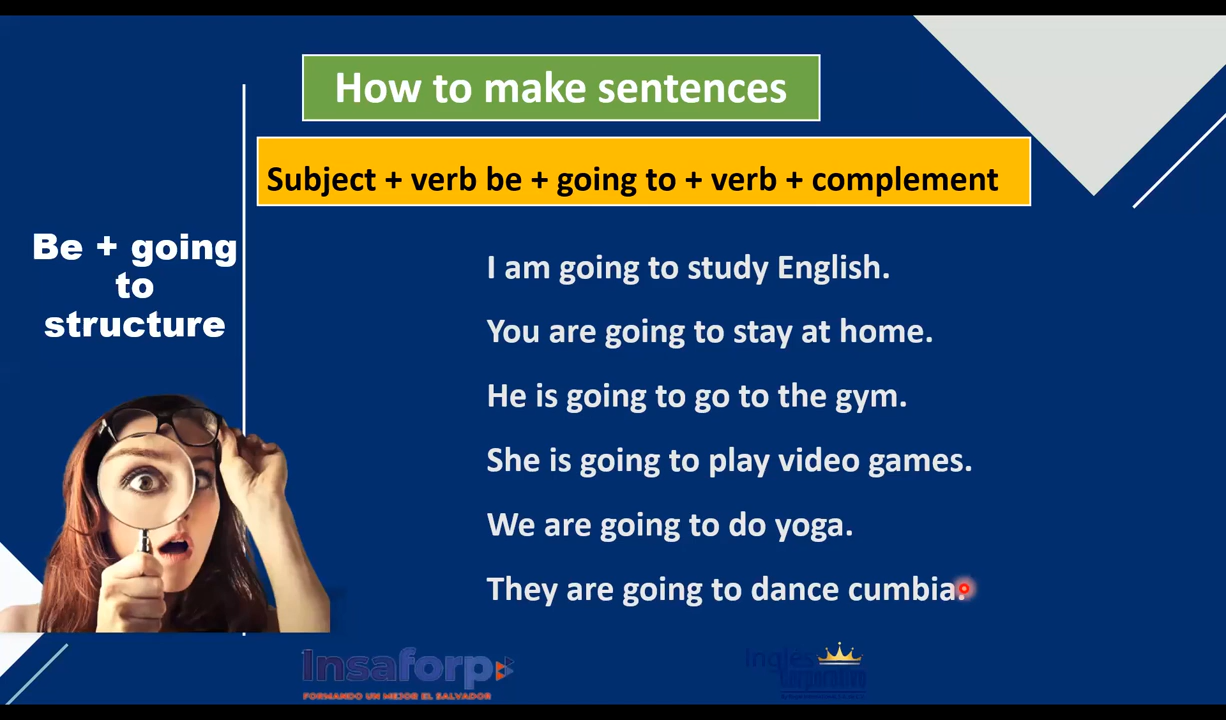 How to make sentences
Subject + verb be + going to + verb + complement
Be + going
to
structure
I am going to study English.
You are going to stay at home.
He is going to go to the gym.
She is going to play video games.
We are going to do yoga.
They are going to dance cumbia.
Insaforp
FORMANDO UN MEJOR EL SALVADOR
Inglés
Corporativo